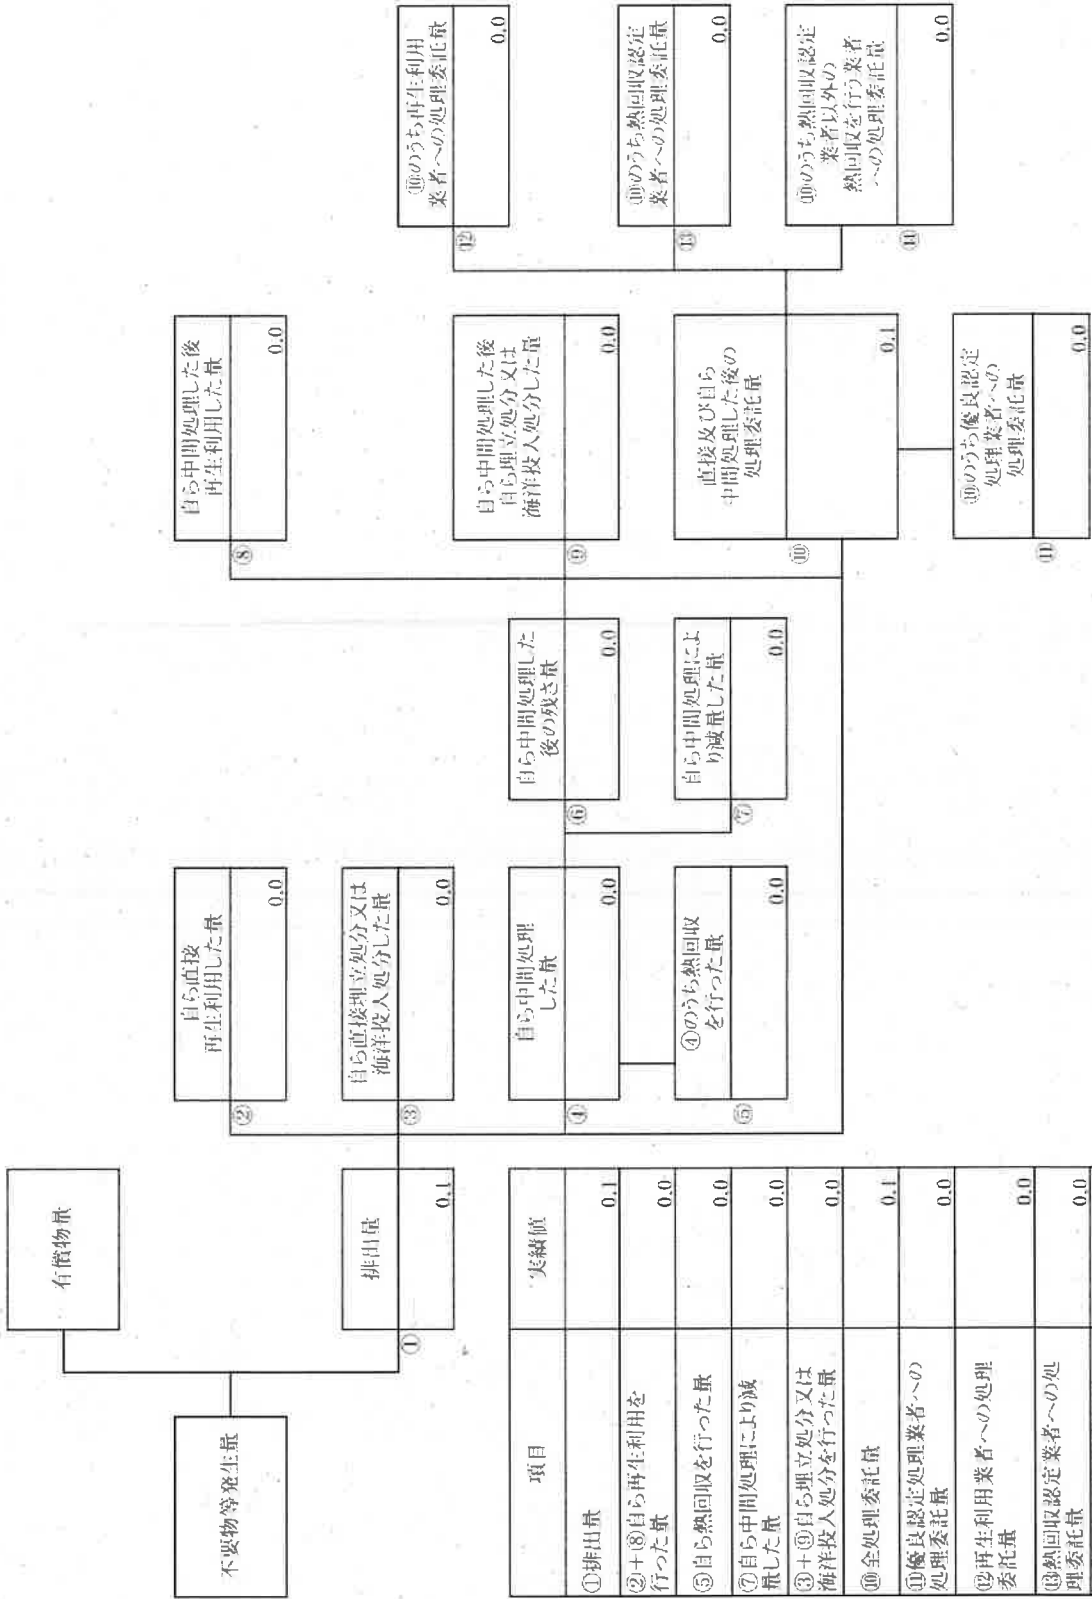 不要物等発生量
有償物量
①
排出量
0.1
②
自ら直接
再生利用した量
0.0
③
自ら直接埋立処分又は
海洋投入処分した量
0.0
④
自ら中間処理
した量
0.0
⑤
④のうち熱回収
を行った量
0.0
⑥
自ら中間処理した
後の残さ量
0.0
⑦
自ら中間処理によ
り減量した量
0.0
⑧
自ら中間処理した後
再生利用した量
0.0
⑨
自ら中間処理した後
自ら埋立処分又は
海洋投入処分した量
0.0
⑩
直接及び自ら
中間処理した後の
処理委託量
0.1
⑪
⑩のうち優良認定
処理業者への
処理委託量
0.0
⑫
⑩のうち再生利用
業者への処理委託量
0.0
⑬
⑩のうち熱回収認定
業者への処理委託量
0.0
⑭
⑩のうち熱回収認定
業者以外の
熱回収を行う業者
への処理委託量
0.0
項目 実績値
①排出量 0.1
②+⑧自ら再生利用を
行った量 0.0
⑤自ら熱回収を行った量 0.0
⑦自ら中間処理により減
量した量 0.0
③+⑨自ら埋立処分又は
海洋投入処分を行った量 0.0
⑩全処理委託量 0.1
⑪優良認定処理業者への
処理委託量 0.0
⑫再生利用業者への処理
委託量 0.0
⑬熱回収認定業者への処
理委託量 0.0